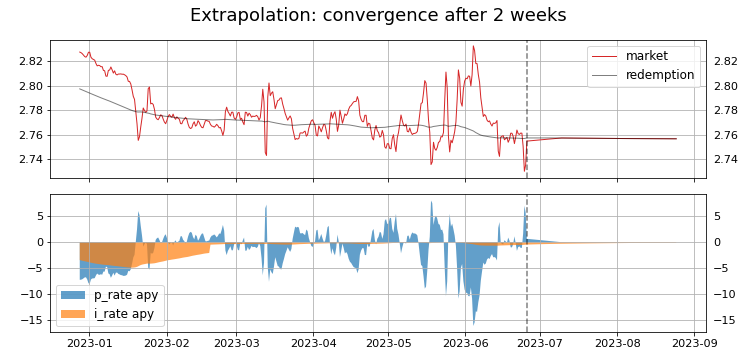 Extrapolation: convergence after 2 weeks
2.82 2.82
2.80 2.80
2.78 2.78
2.76 2.76
2.74 2.74
market
redemption
5 5
0 0
−5 −5
−10 −10
−15 −15
p_rate apy
i_rate apy
2023-01 2023-02 2023-03 2023-04 2023-05 2023-06 2023-07 2023-08 2023-09